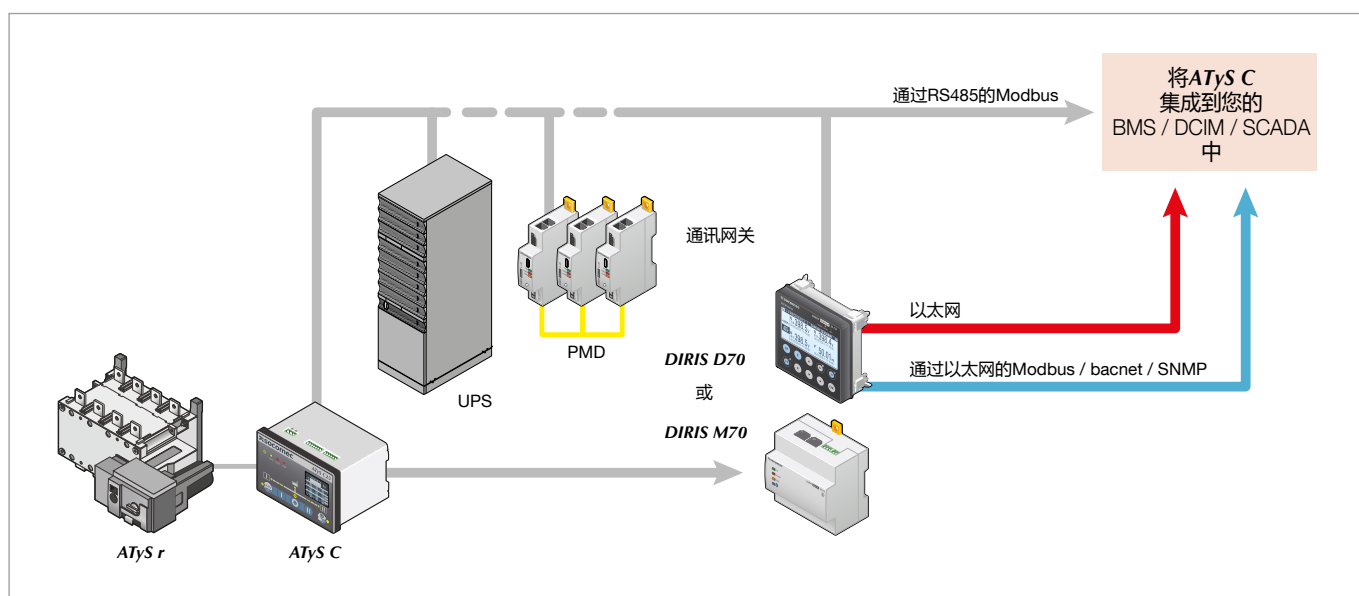 通过RS485的Modbus
将ATyS C
集成到您的
BMS / DCIM / SCADA
中
通讯网关
以太网
PMD
DIRIS D70
通过以太网的Modbus / bacnet / SNMP
或
UPS
DIRIS M70
socomec
ATyS r
ATyS C